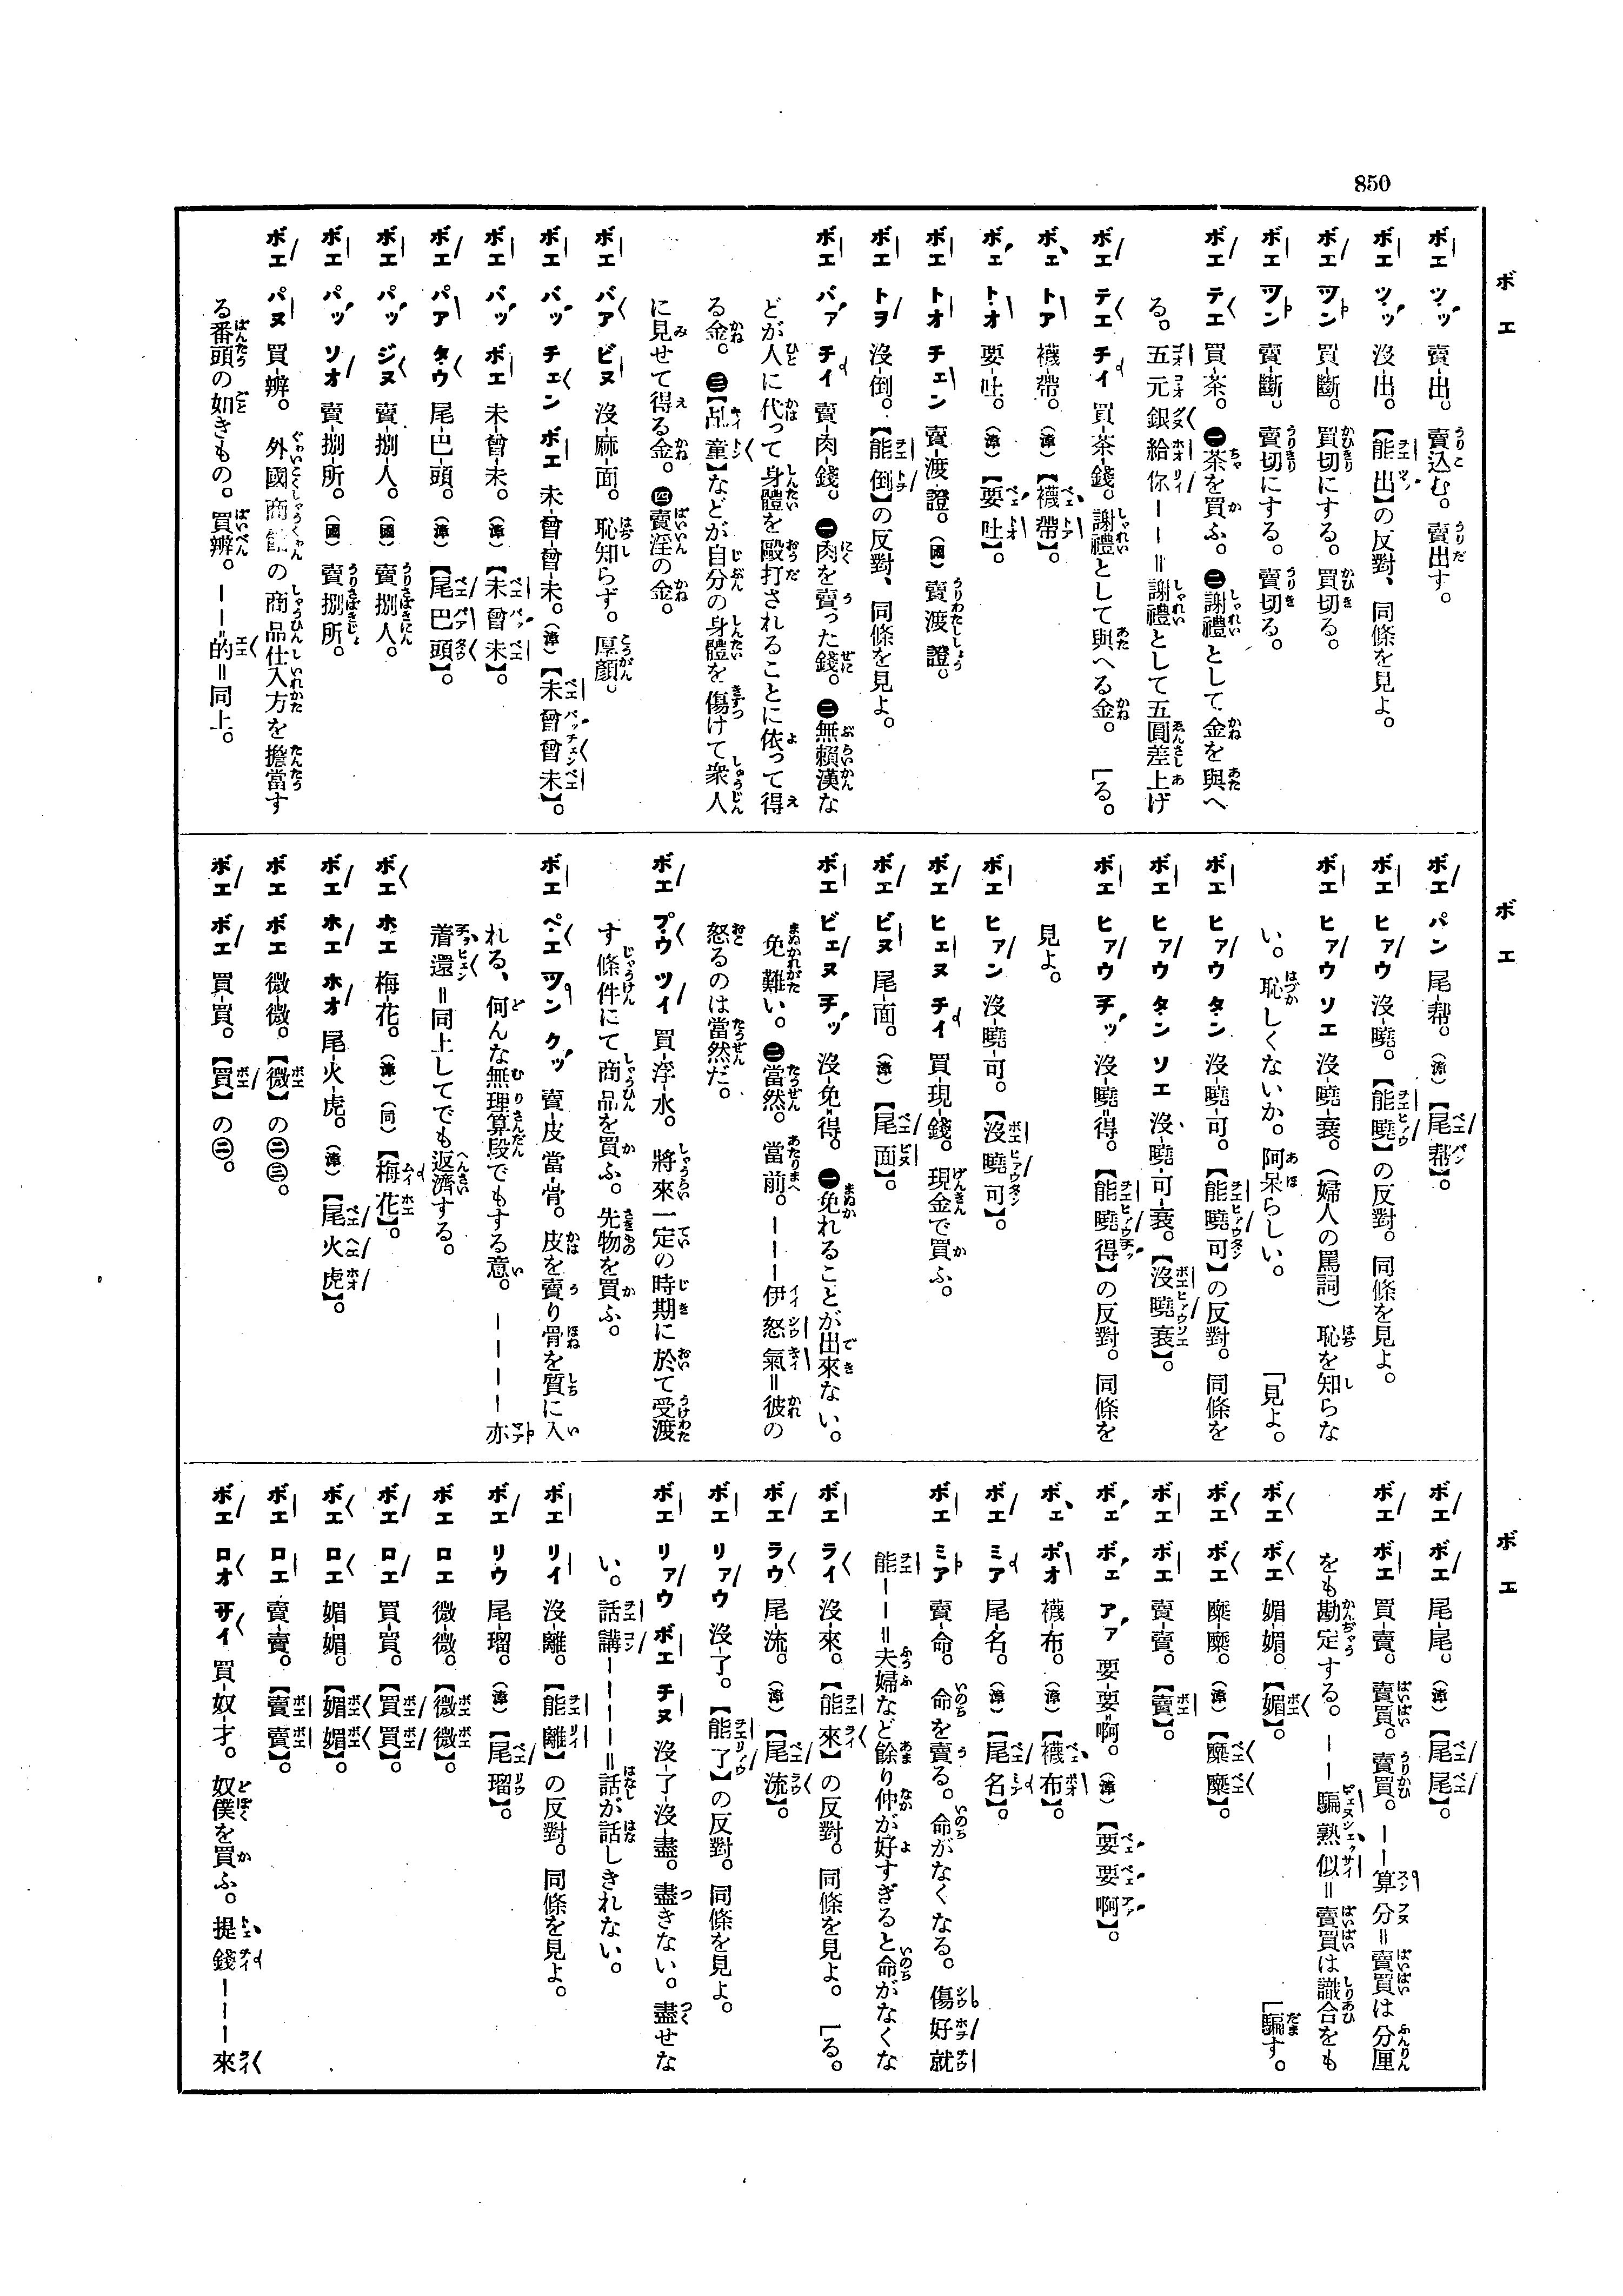 850
ボエ
ボエ ツッ 賣-出。 賣込む。賣出す。
ボエ ツッ 沒-出。【能出】の反對、同條を見よ。
ボエ ツン 買-斷。 買切にする。買切る。
ボエ ツン 賣-斷。 賣切にする。賣切る。
ボエ テエ 買-茶。 ㊀茶を買ふ。㊁謝禮として金を與へ
る。 五元銀給你——=謝禮として五圓差上げ
ボエ テエ チイ 買-茶-錢。謝禮として與へる金。 「る。
ボエ トア 襪-帶。(漳)【襪帶】。
ボエ ト・オ 要-吐。(漳)【要吐】。
ボエ トオ チェン 賣-渡-證。(國) 賣渡證。
ボエ トヲ 沒-倒。【能倒】の反對、同條を見よ。
ボエ バァ チイ 賣-肉-錢。 ㊀肉を賣った錢。㊁無賴漢な
どが人に代って身體を毆打されることに依って得
る金。 ㊂【乩童】などが自分の身體を傷けて衆人
に見せて得る金。㊃賣淫の金。
ボエ バア ビヌ 沒-麻-面。 恥知らず。厚顏。
ボエ バッ チェン ボエ 未-曾-曾-未。(漳)【未曾曾未】。
ボエ バッ ボエ 未-曾-未。(漳)【未曾未】。
ボエ パア タ・ウ 尾-巴-頭。(漳)【尾巴頭】。
ボエ パッ ジヌ 賣-捌-人。(國) 賣捌人。
ボエ パッ ソオ 賣-捌-所。(國) 賣捌所。
ボエ パヌ 買-辨。 外國商館の商品仕入方を擔當す
る番頭の如きもの。買辨。——的=同上。
ボエ
ボエ パン 尾-幇。(漳)【尾幇】。
ボエ ヒァウ 沒-曉。【能曉】の反對。同條を見よ。
ボエ ヒァウ ソエ 沒-曉-衰。(婦人の罵詞) 恥を知らな
い。恥しくないか。阿呆らしい。 「見よ。
ボエ ヒァウ タ・ン 沒-曉-可。【能曉可】の反對。同條を
ボエ ヒァウ タ・ン ソエ 沒-曉-可-衰。【沒曉衰】。
ボエ ヒァウ チッ 沒-曉=得。【能曉得】の反對。同條を
見よ。
ボエ ヒァン 沒-曉-可。【沒曉可】。
ボエ ヒェヌ チイ 買-現-錢。 現金で買ふ。
ボエ ビヌ 尾-面。(漳)【尾面】。
ボエ ビェヌ チッ 沒-免=得。 ㊀免れることが出來ない。
免難い。㊁當然。當前。———伊怒氣=彼の
怒るのは當然だ。
ボエ プ・ウ ツイ 買-浮-水。 將來一定の時期に於て受渡
す條件にて商品を買ふ。先物を買ふ。
ボエ ペ・エ ツン クッ 賣-皮-當-骨。 皮を賣り骨を質に入
れる、何んな無理算段でもする意。————亦
着還=同上してでも返濟する。
ボエ ホ・エ 梅-花。(漳)(同)【梅花】。
ボエ ホエ ホオ 尾-火-虎。(漳)【尾火虎】。
ボエ ボエ 微-微。【微】の㊁㊂。
ボエ ボエ 買-買。【買】の㊁。
ボエ
ボエ ボエ 尾-尾。(漳)【尾尾】。
ボエ ボエ 買-賣。 賣買。賣買。——算分=賣買は分厘
をも勘定する。——騙熟似=賣買は識合をも
ボエ ボエ 媚-媚。【媚】。 「騙す。
ボエ ボエ 糜-糜。(漳)【糜糜】。
ボエ ボエ 賣-賣。【賣】。
ボエ ボエ アァ 要-要=啊。(漳)【要要啊】。
ボエ ポオ 襪-布。(漳)【襪布】。
ボエ ミア 尾-名。(漳)【尾名】。
ボエ ミア 賣-命。 命を賣る。命がなくなる。傷好就
能——=夫婦など餘り仲が好すぎると命がなくな
ボエ ライ 沒-來。【能來】の反對。同條を見よ。 「る。
ボエ ラウ 尾-流。(漳)【尾流】。
ボエ リァウ 沒-了。【能了】の反對。同條を見よ。
ボエ リァウ ボエ チヌ 沒-了-沒-盡。盡きない。盡せな
い。話講————=話が話しきれない。
ボエ リイ 沒-離。【能離】の反對。同條を見よ。
ボエ リウ 尾-瑠。(漳)【尾瑠】。
ボエ ロエ 微-微。【微微】。
ボエ ロエ 買-買。【買買】。
ボエ ロエ 媚-媚。【媚媚】。
ボエ ロエ 賣-賣。【賣賣】。
ボエ ロオ サイ 買-奴-才。 奴僕を買ふ。提錢———來